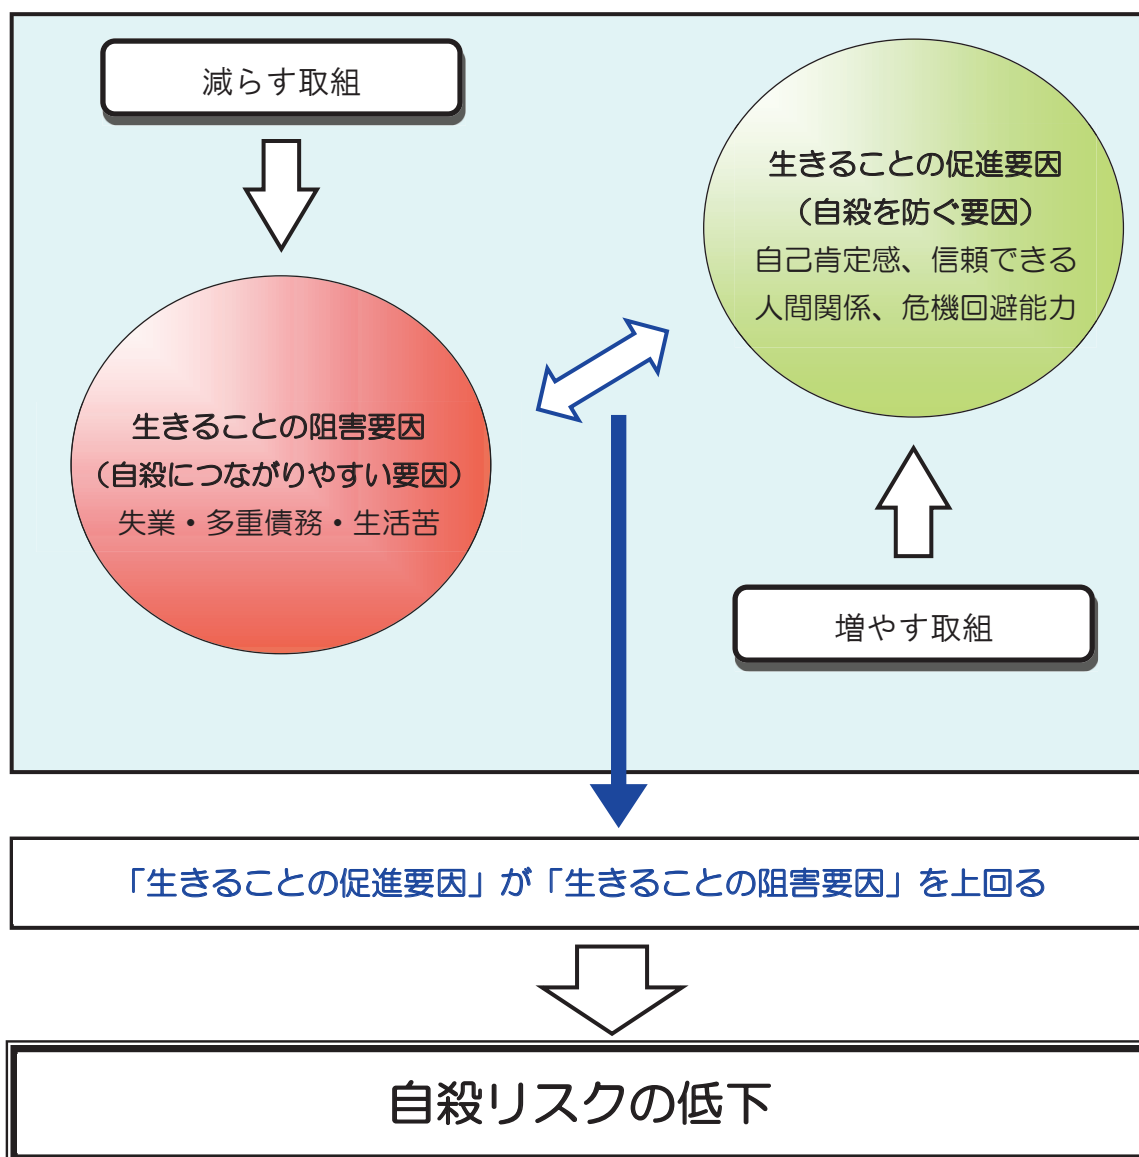 減らす取組
生きることの促進要因
（自殺を防ぐ要因）
自己肯定感、信頼できる
人間関係、危機回避能力
生きることの阻害要因
（自殺につながりやすい要因）
失業・多重債務・生活苦
増やす取組
「生きることの促進要因」が「生きることの阻害要因」を上回る
自殺リスクの低下